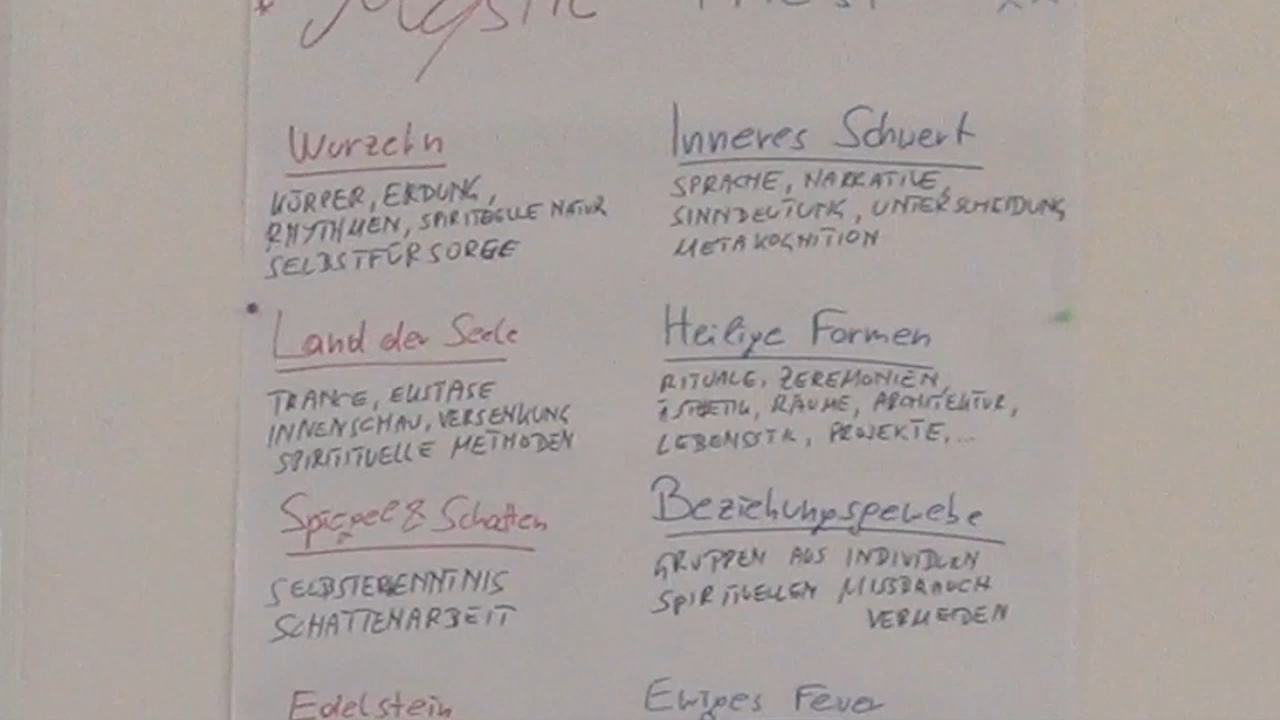 Mystic
Wurzeln
KÖRPER, ERDUNG,
RHYTHMEN, SPIRITUELLE NATUR
SELBSTFÜRSORGE
Land der Seele
TRANCE, EKSTASE
INNENSCHAU, VERSENKUNG
SPIRITUELLE METHODEN
Spiegel & Schatten
SELBSTERKENNTNIS
SCHATTENARBEIT
Edelstein
Inneres Schwert
SPRACHE, NARRATIVE,
SINNDEUTUNG, UNTERSCHEIDUNG
METAKOGNITION
Heilige Formen
RITUALE, ZEREMONIEN,
ÄSTHETIK, RÄUME, ARCHITEKTUR,
LEBENSSTIL, PROJEKTE,...
Beziehungsgewebe
GRUPPEN AUS INDIVIDUEN
SPIRITUELLEN MISSBRAUCH
VERMEIDEN
Ewiges Feuer